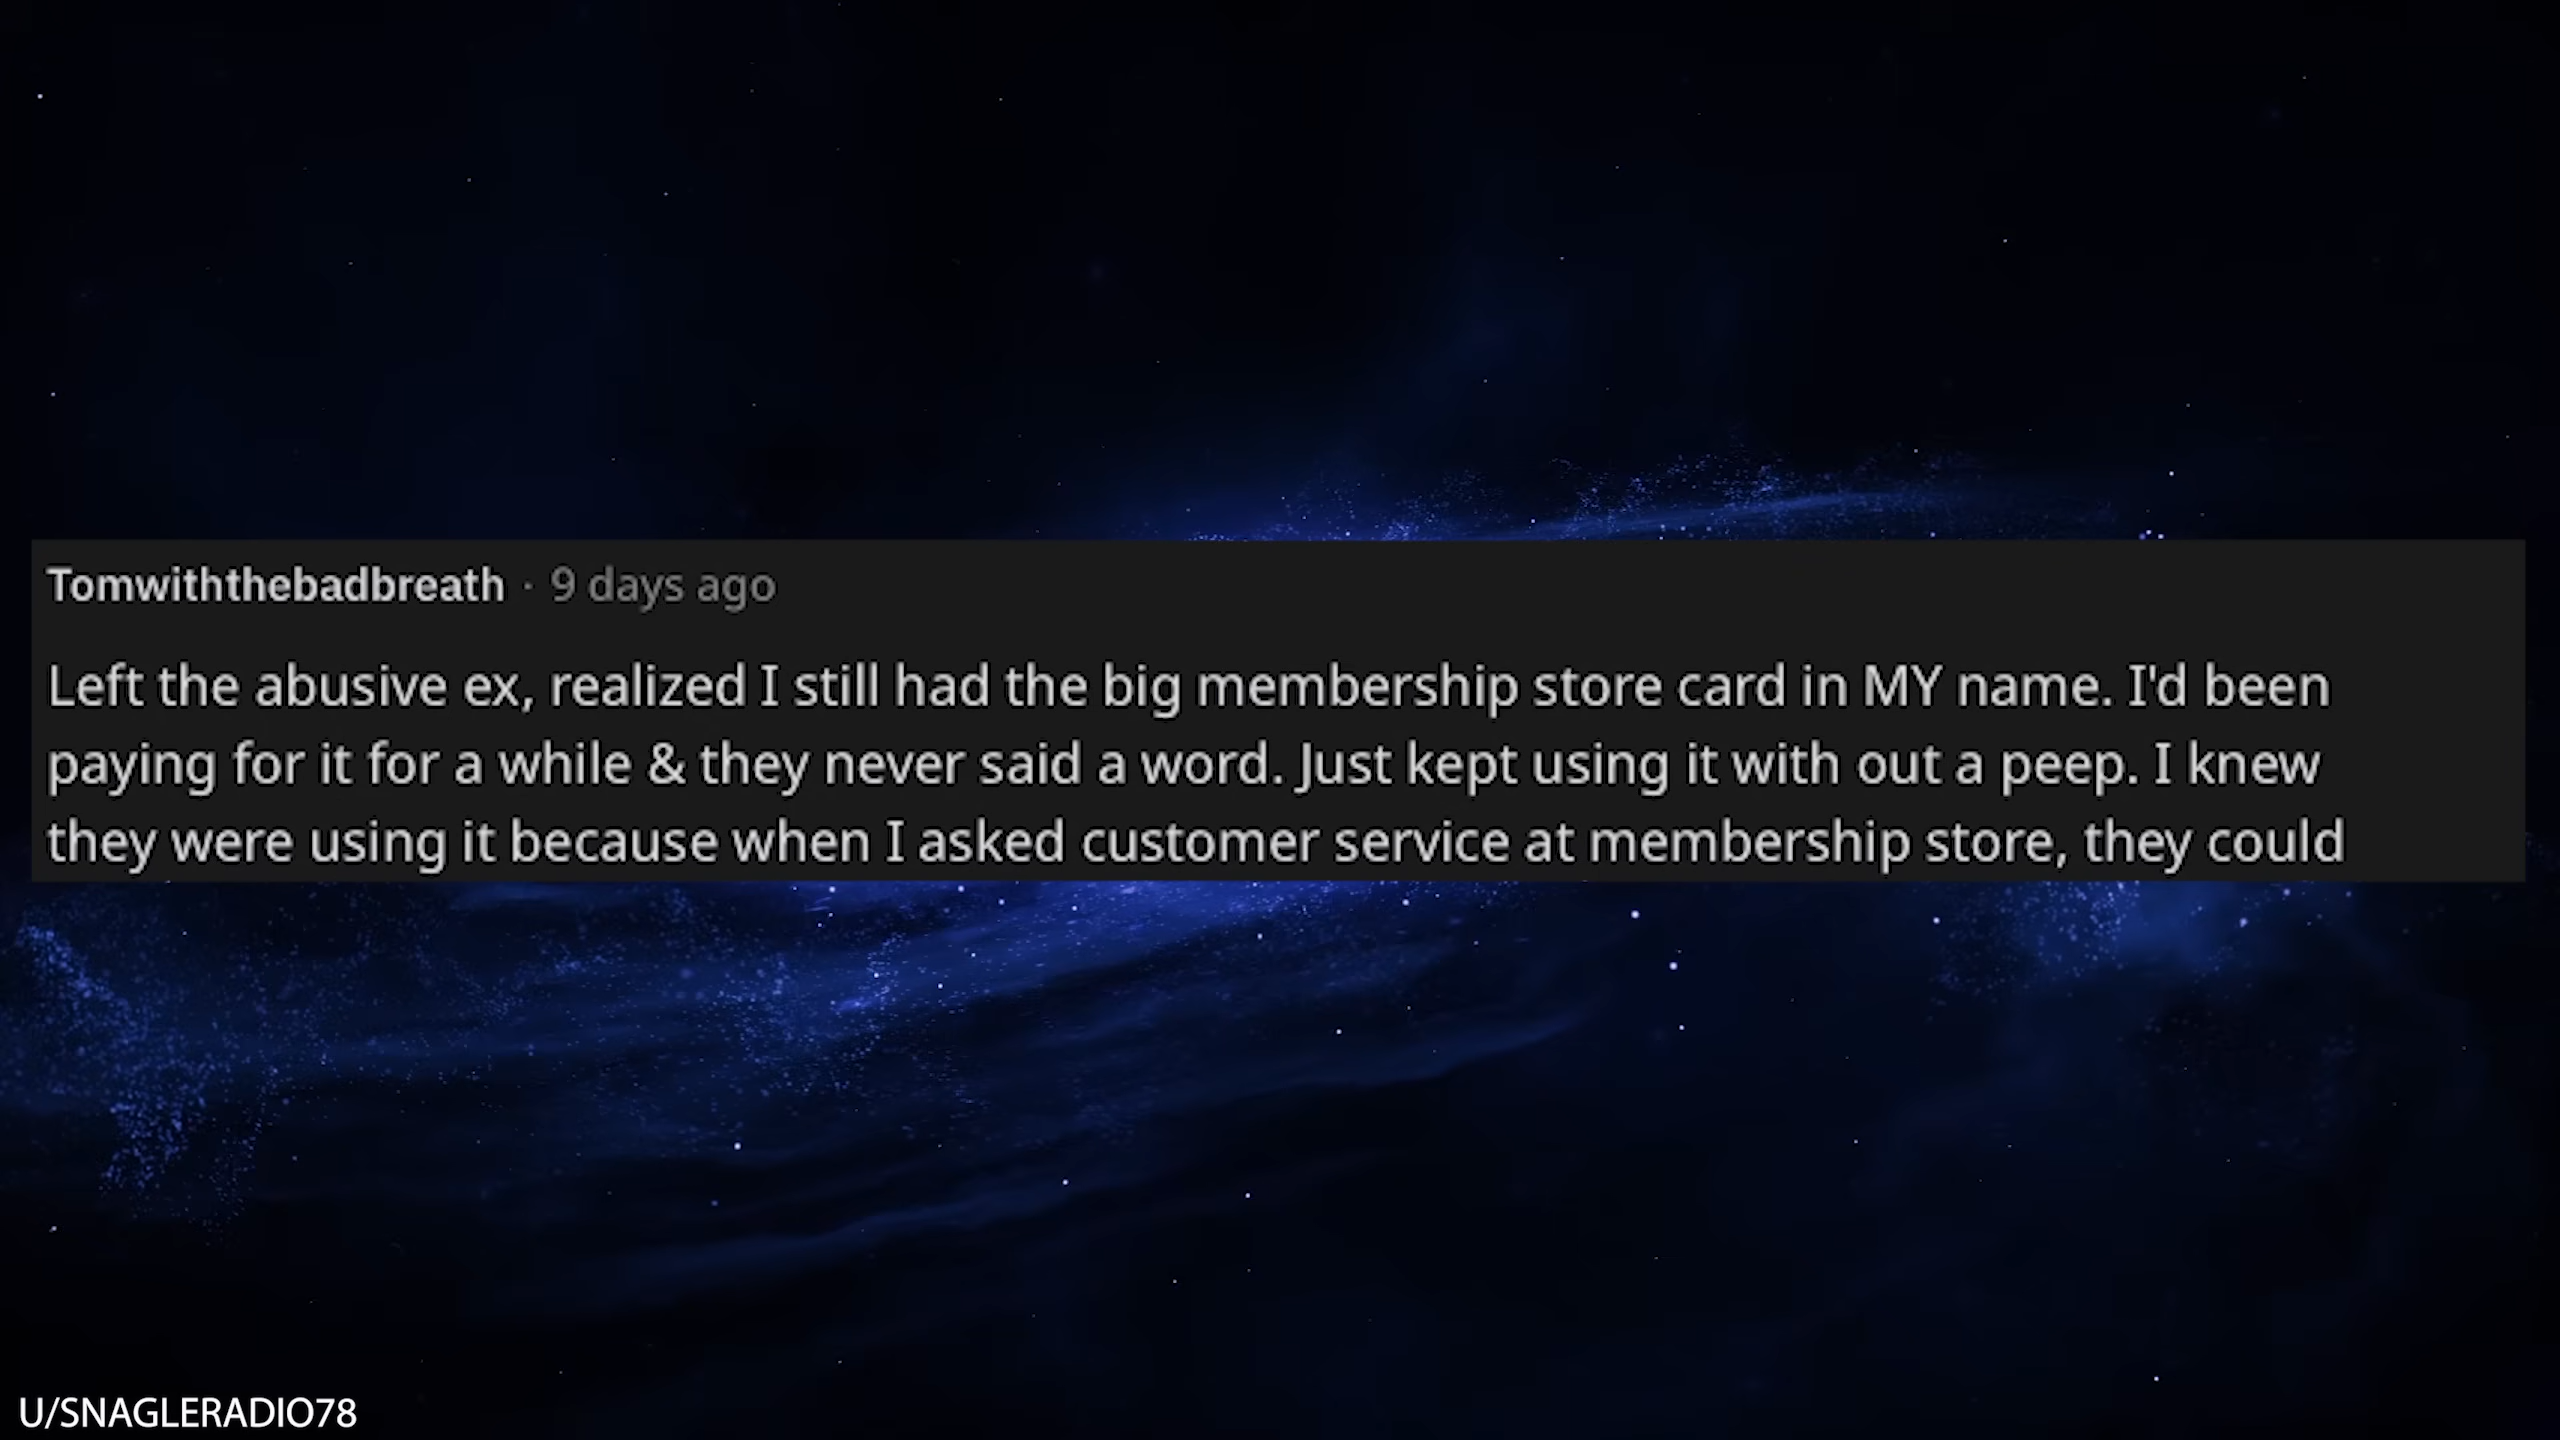 Tomwiththebadbreath · 9 days ago
Left the abusive ex, realized I still had the big membership store card in MY name. I'd been
paying for it for a while & they never said a word. Just kept using it with out a peep. I knew
they were using it because when I asked customer service at membership store, they could
U/SNAGLERADIO78